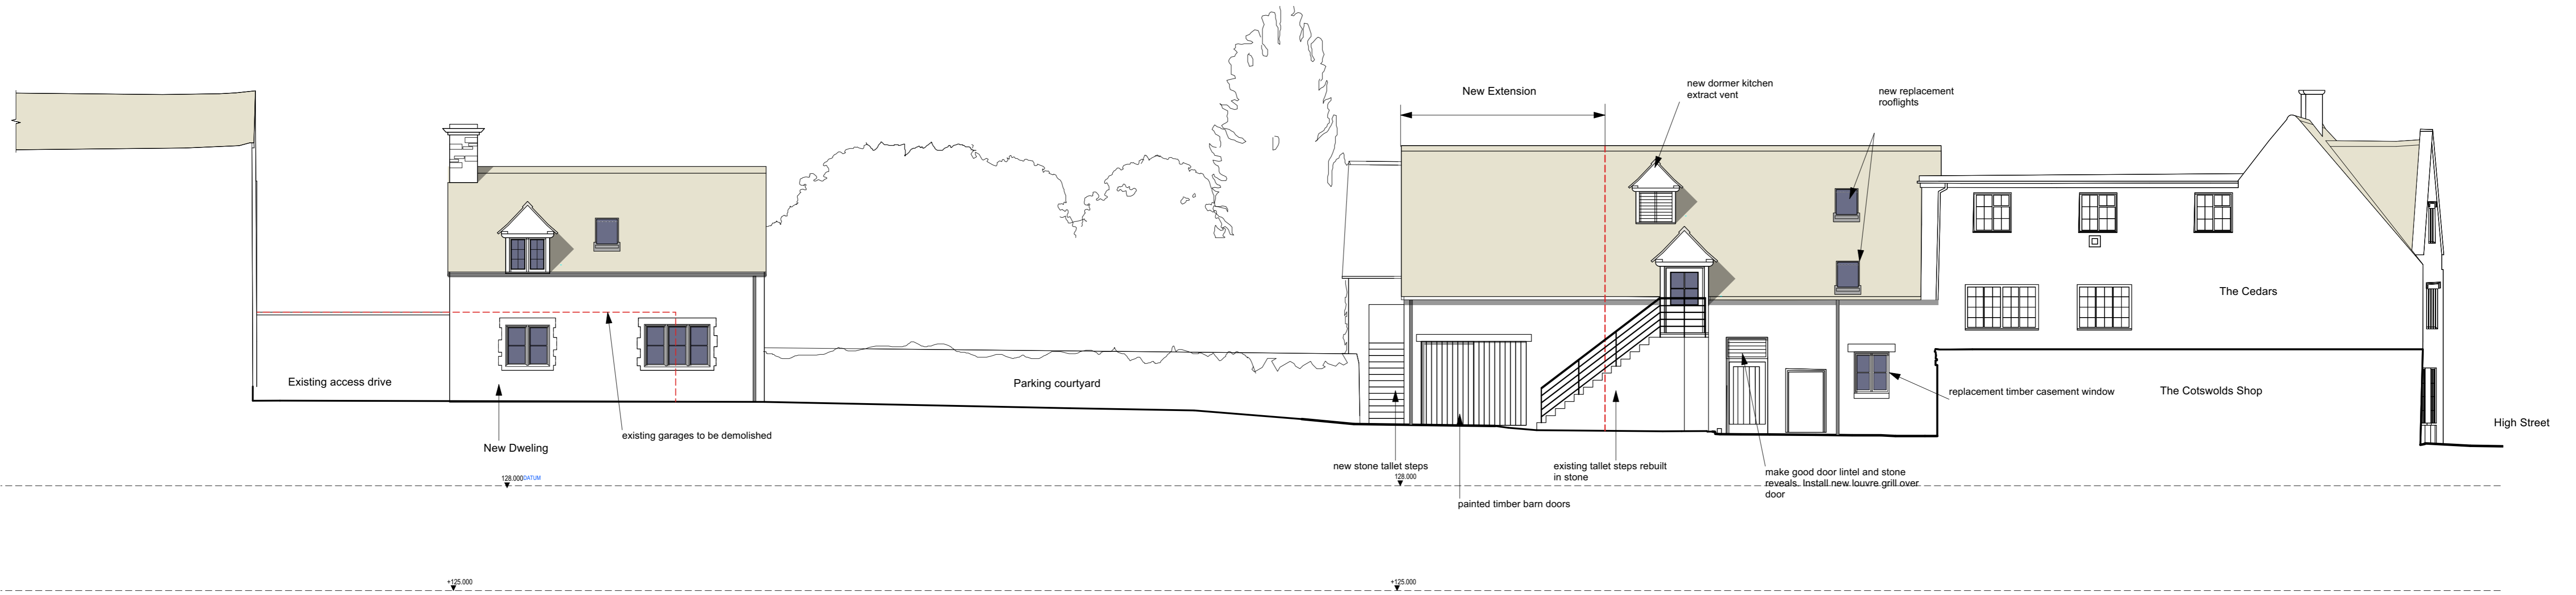 new dormer kitchen
extract vent
New Extension
new replacement
rooflights
The Cedars
Existing access drive
Parking courtyard
The Cotswolds Shop
replacement timber casement window
High Street
existing garages to be demolished
New Dweling
new stone tallet steps
existing tallet steps rebuilt
in stone
make good door lintel and stone
reveals. Install new louvre grill over
door
128.000 DATUM
128.000
painted timber barn doors
+125.000
+125.000